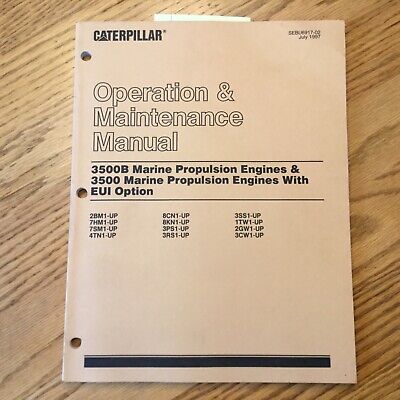 CATERPILLAR
SEBU6917-02
July 1997
Operation &
Maintenance
Manual
3500B Marine Propulsion Engines &
3500 Marine Propulsion Engines With
EUI Option
2BM1-UP 8CN1-UP 3SS1-UP
7HM1-UP 8KN1-UP 1TW1-UP
7SM1-UP 3PS1-UP 2GW1-UP
4TN1-UP 3RS1-UP 3CW1-UP